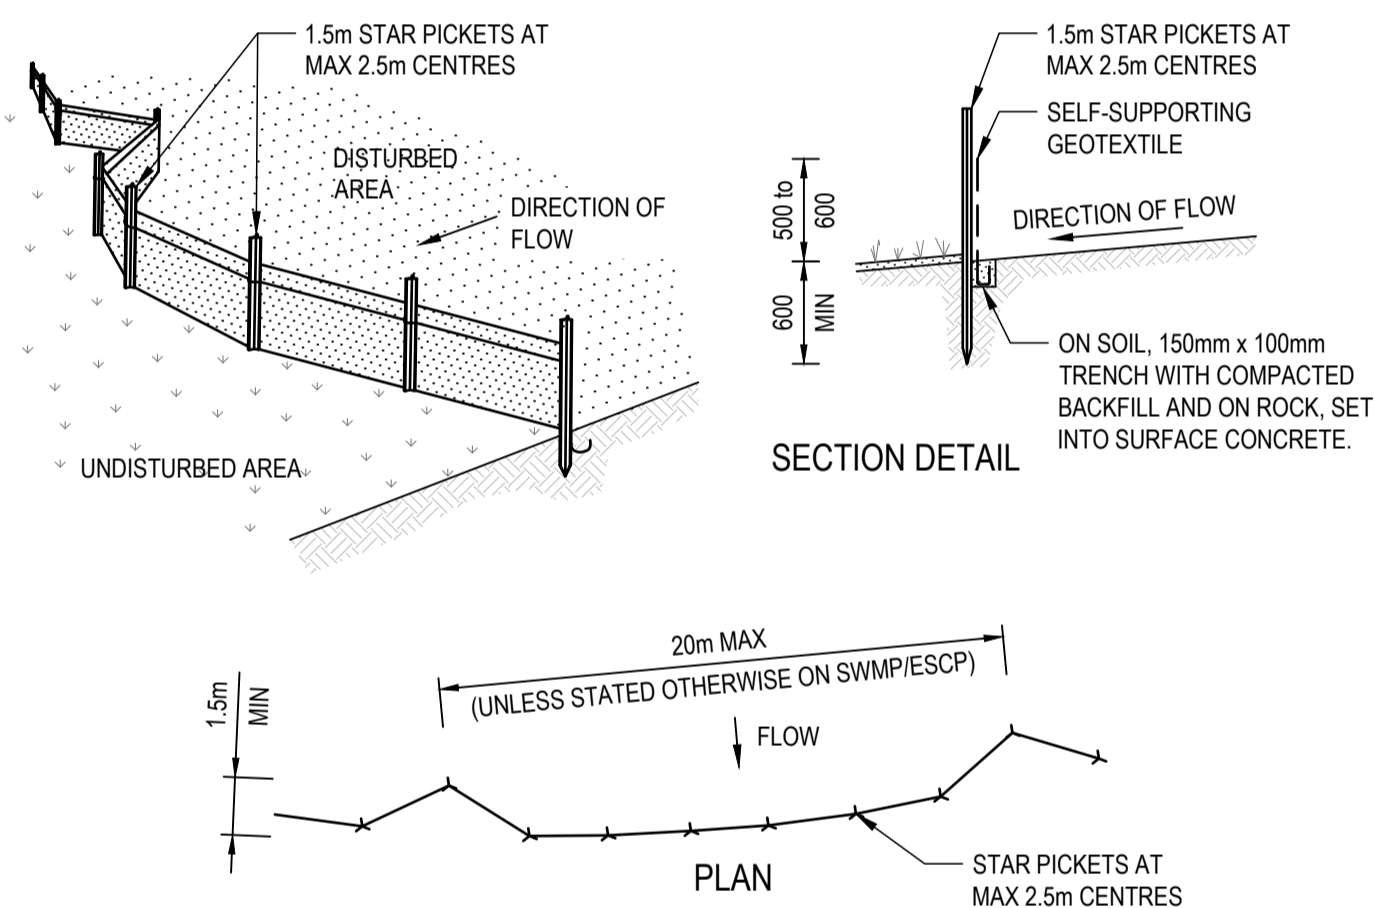 1.5m STAR PICKETS AT
MAX 2.5m CENTRES
DISTURBED
AREA
DIRECTION OF
FLOW
UNDISTURBED AREA
1.5m STAR PICKETS AT
MAX 2.5m CENTRES
SELF-SUPPORTING
GEOTEXTILE
500 to
600
DIRECTION OF FLOW
600
MIN
ON SOIL, 150mm x 100mm
TRENCH WITH COMPACTED
BACKFILL AND ON ROCK, SET
INTO SURFACE CONCRETE.
SECTION DETAIL
20m MAX
(UNLESS STATED OTHERWISE ON SWMP/ESCP)
1.5m
MIN
FLOW
STAR PICKETS AT
MAX 2.5m CENTRES
PLAN